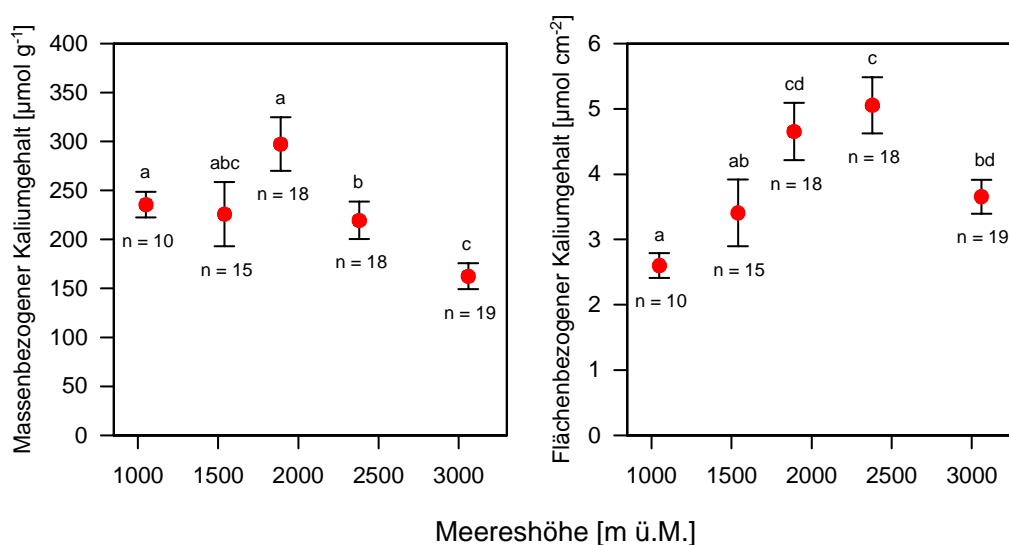 Massenbezogener Kaliumgehalt [µmol g⁻¹]
400
350
300
250
200
150
100
50
0
a
n = 10
abc
n = 15
a
n = 18
b
n = 18
c
n = 19
1000 1500 2000 2500 3000
Flächenbezogener Kaliumgehalt [µmol cm⁻²]
6
5
4
3
2
1
0
a
n = 10
ab
n = 15
cd
n = 18
c
n = 18
bd
n = 19
1000 1500 2000 2500 3000
Meereshöhe [m ü.M.]